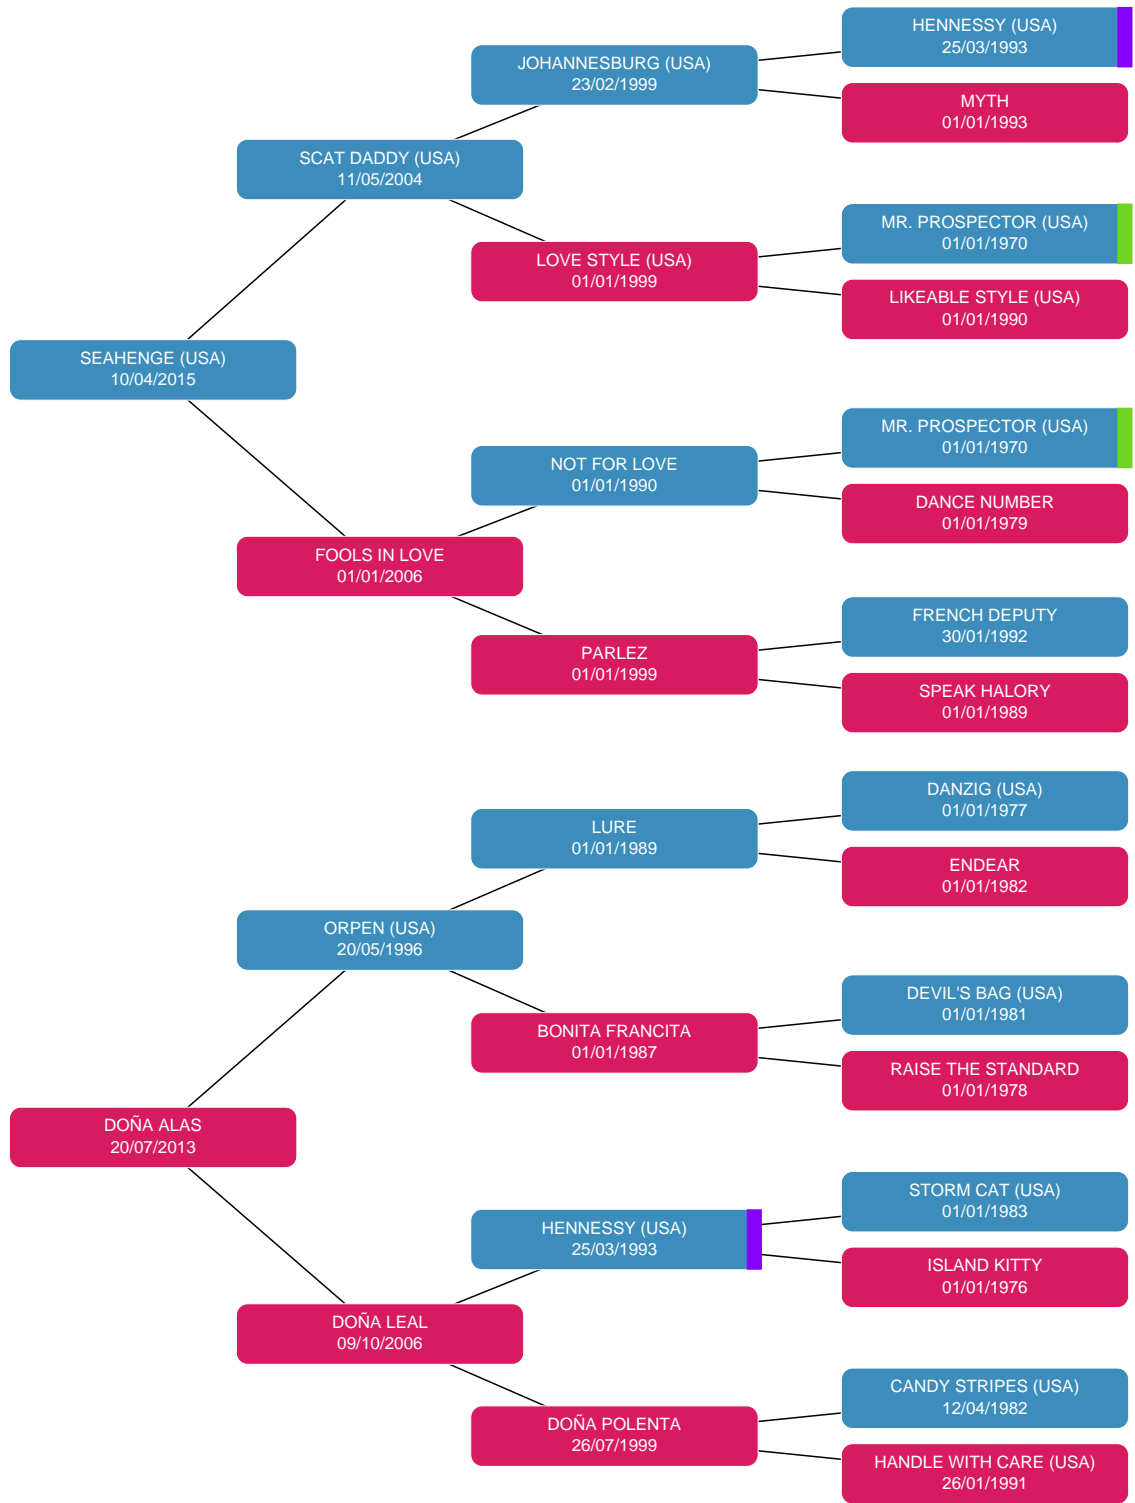 HENNESSY (USA)
25/03/1993
JOHANNESBURG (USA)
23/02/1999
MYTH
01/01/1993
SCAT DADDY (USA)
11/05/2004
MR. PROSPECTOR (USA)
01/01/1970
LOVE STYLE (USA)
01/01/1999
LIKEABLE STYLE (USA)
01/01/1990
SEAHENGE (USA)
10/04/2015
MR. PROSPECTOR (USA)
01/01/1970
NOT FOR LOVE
01/01/1990
DANCE NUMBER
01/01/1979
FOOLS IN LOVE
01/01/2006
FRENCH DEPUTY
30/01/1992
PARLEZ
01/01/1999
SPEAK HALORY
01/01/1989
DANZIG (USA)
01/01/1977
LURE
01/01/1989
ENDEAR
01/01/1982
ORPEN (USA)
20/05/1996
DEVIL'S BAG (USA)
01/01/1981
BONITA FRANCITA
01/01/1987
RAISE THE STANDARD
01/01/1978
DOÑA ALAS
20/07/2013
STORM CAT (USA)
01/01/1983
HENNESSY (USA)
25/03/1993
ISLAND KITTY
01/01/1976
DOÑA LEAL
09/10/2006
CANDY STRIPES (USA)
12/04/1982
DOÑA POLENTA
26/07/1999
HANDLE WITH CARE (USA)
26/01/1991